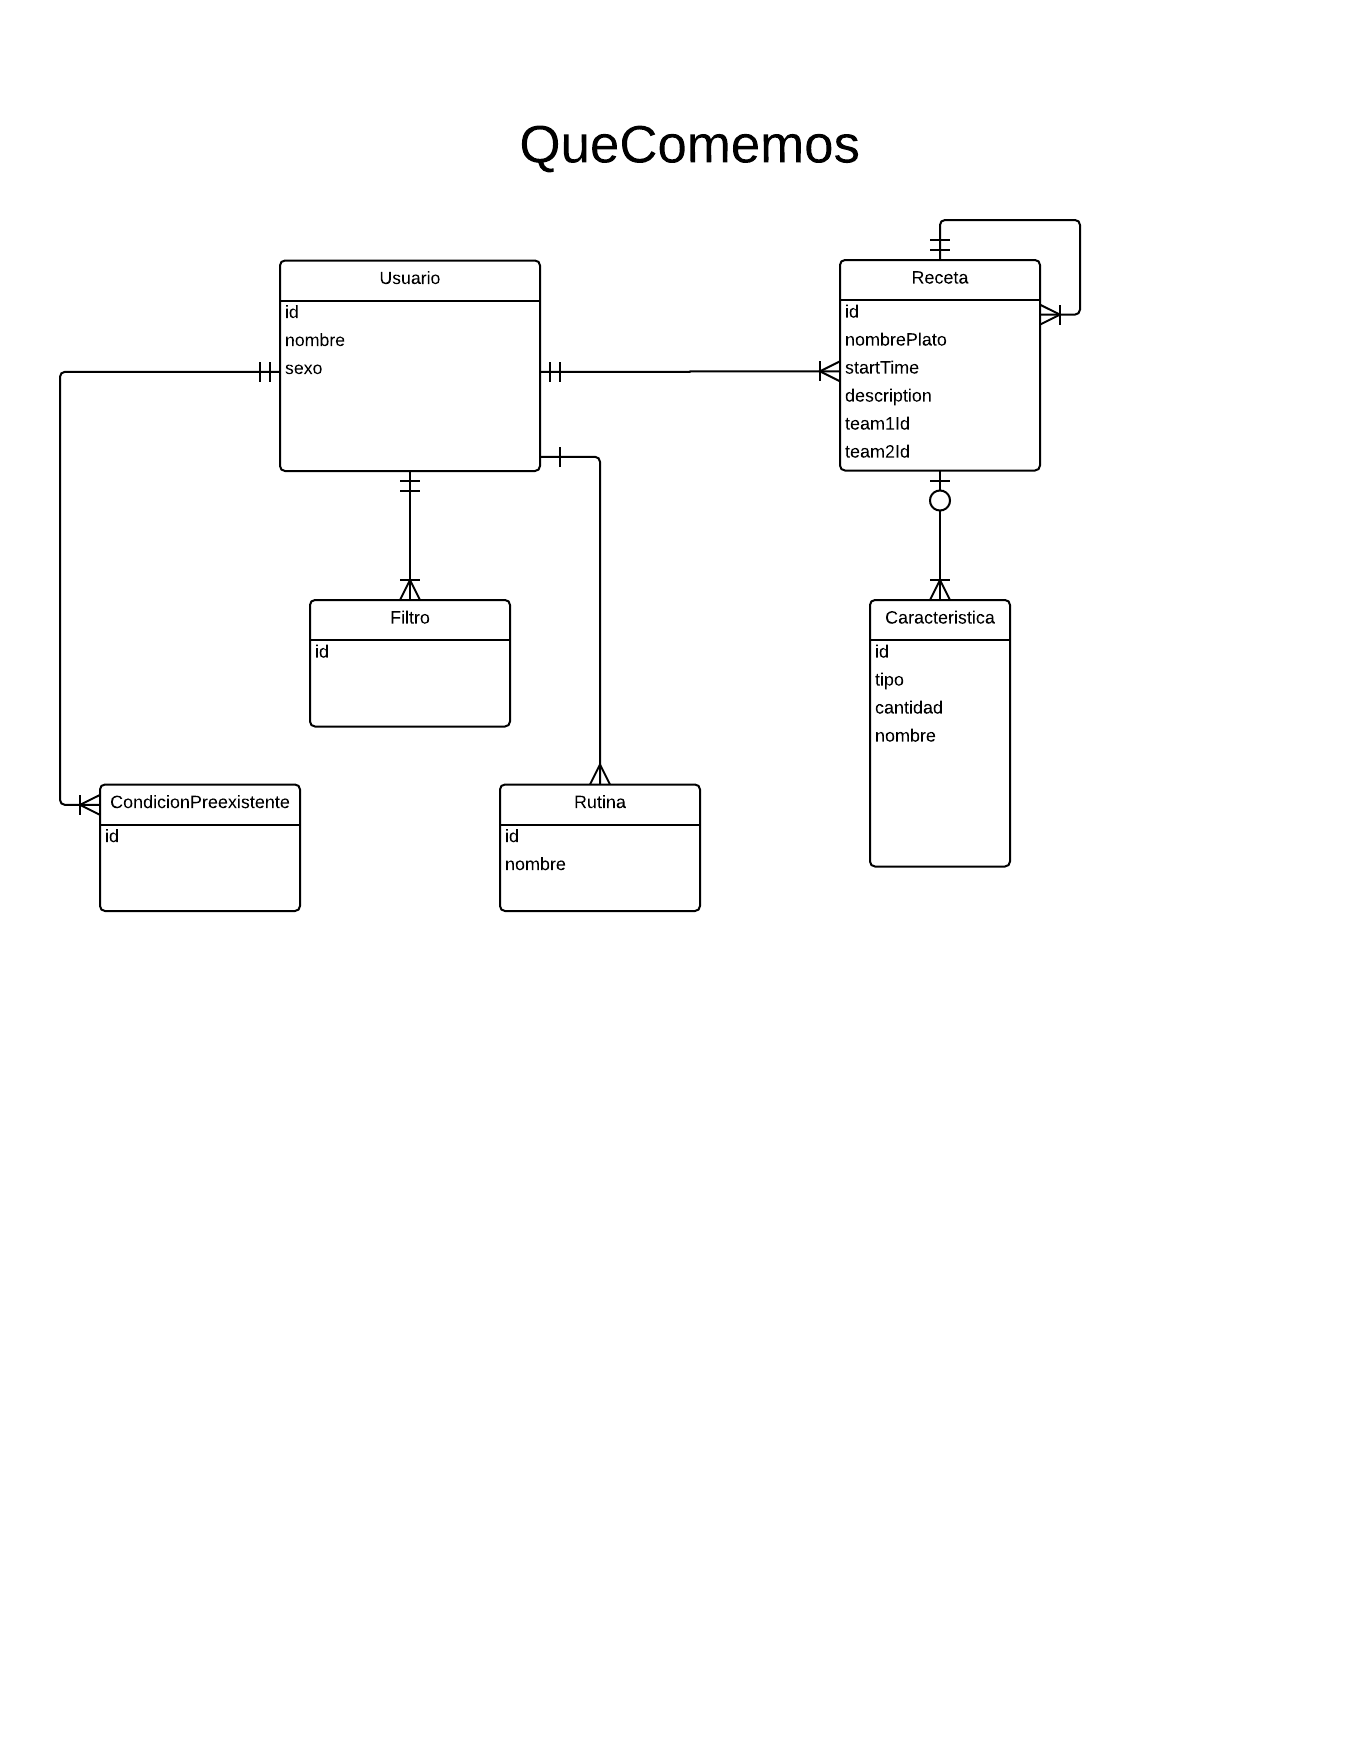 QueComemos
Usuario
id
nombre
sexo
Receta
id
nombrePlato
startTime
description
team1Id
team2Id
Filtro
id
Caracteristica
id
tipo
cantidad
nombre
CondicionPreexistente
id
Rutina
id
nombre